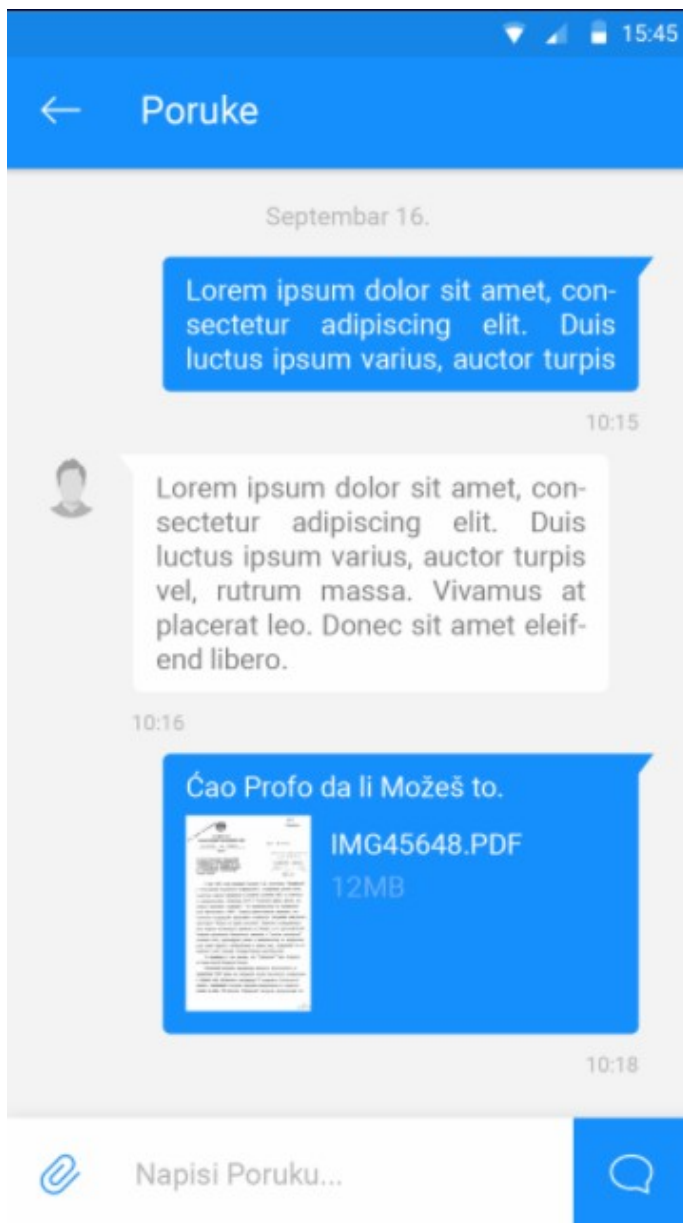 15:45
Poruke
Septembar 16.
Lorem ipsum dolor sit amet, con-
sectetur adipiscing elit. Duis
luctus ipsum varius, auctor turpis
10:15
Lorem ipsum dolor sit amet, con-
sectetur adipiscing elit. Duis
luctus ipsum varius, auctor turpis
vel, rutrum massa. Vivamus at
placerat leo. Donec sit amet eleif-
end libero.
10:16
Ćao Profo da li Možeš to.
IMG45648.PDF
12MB
10:18
Napisi Poruku...